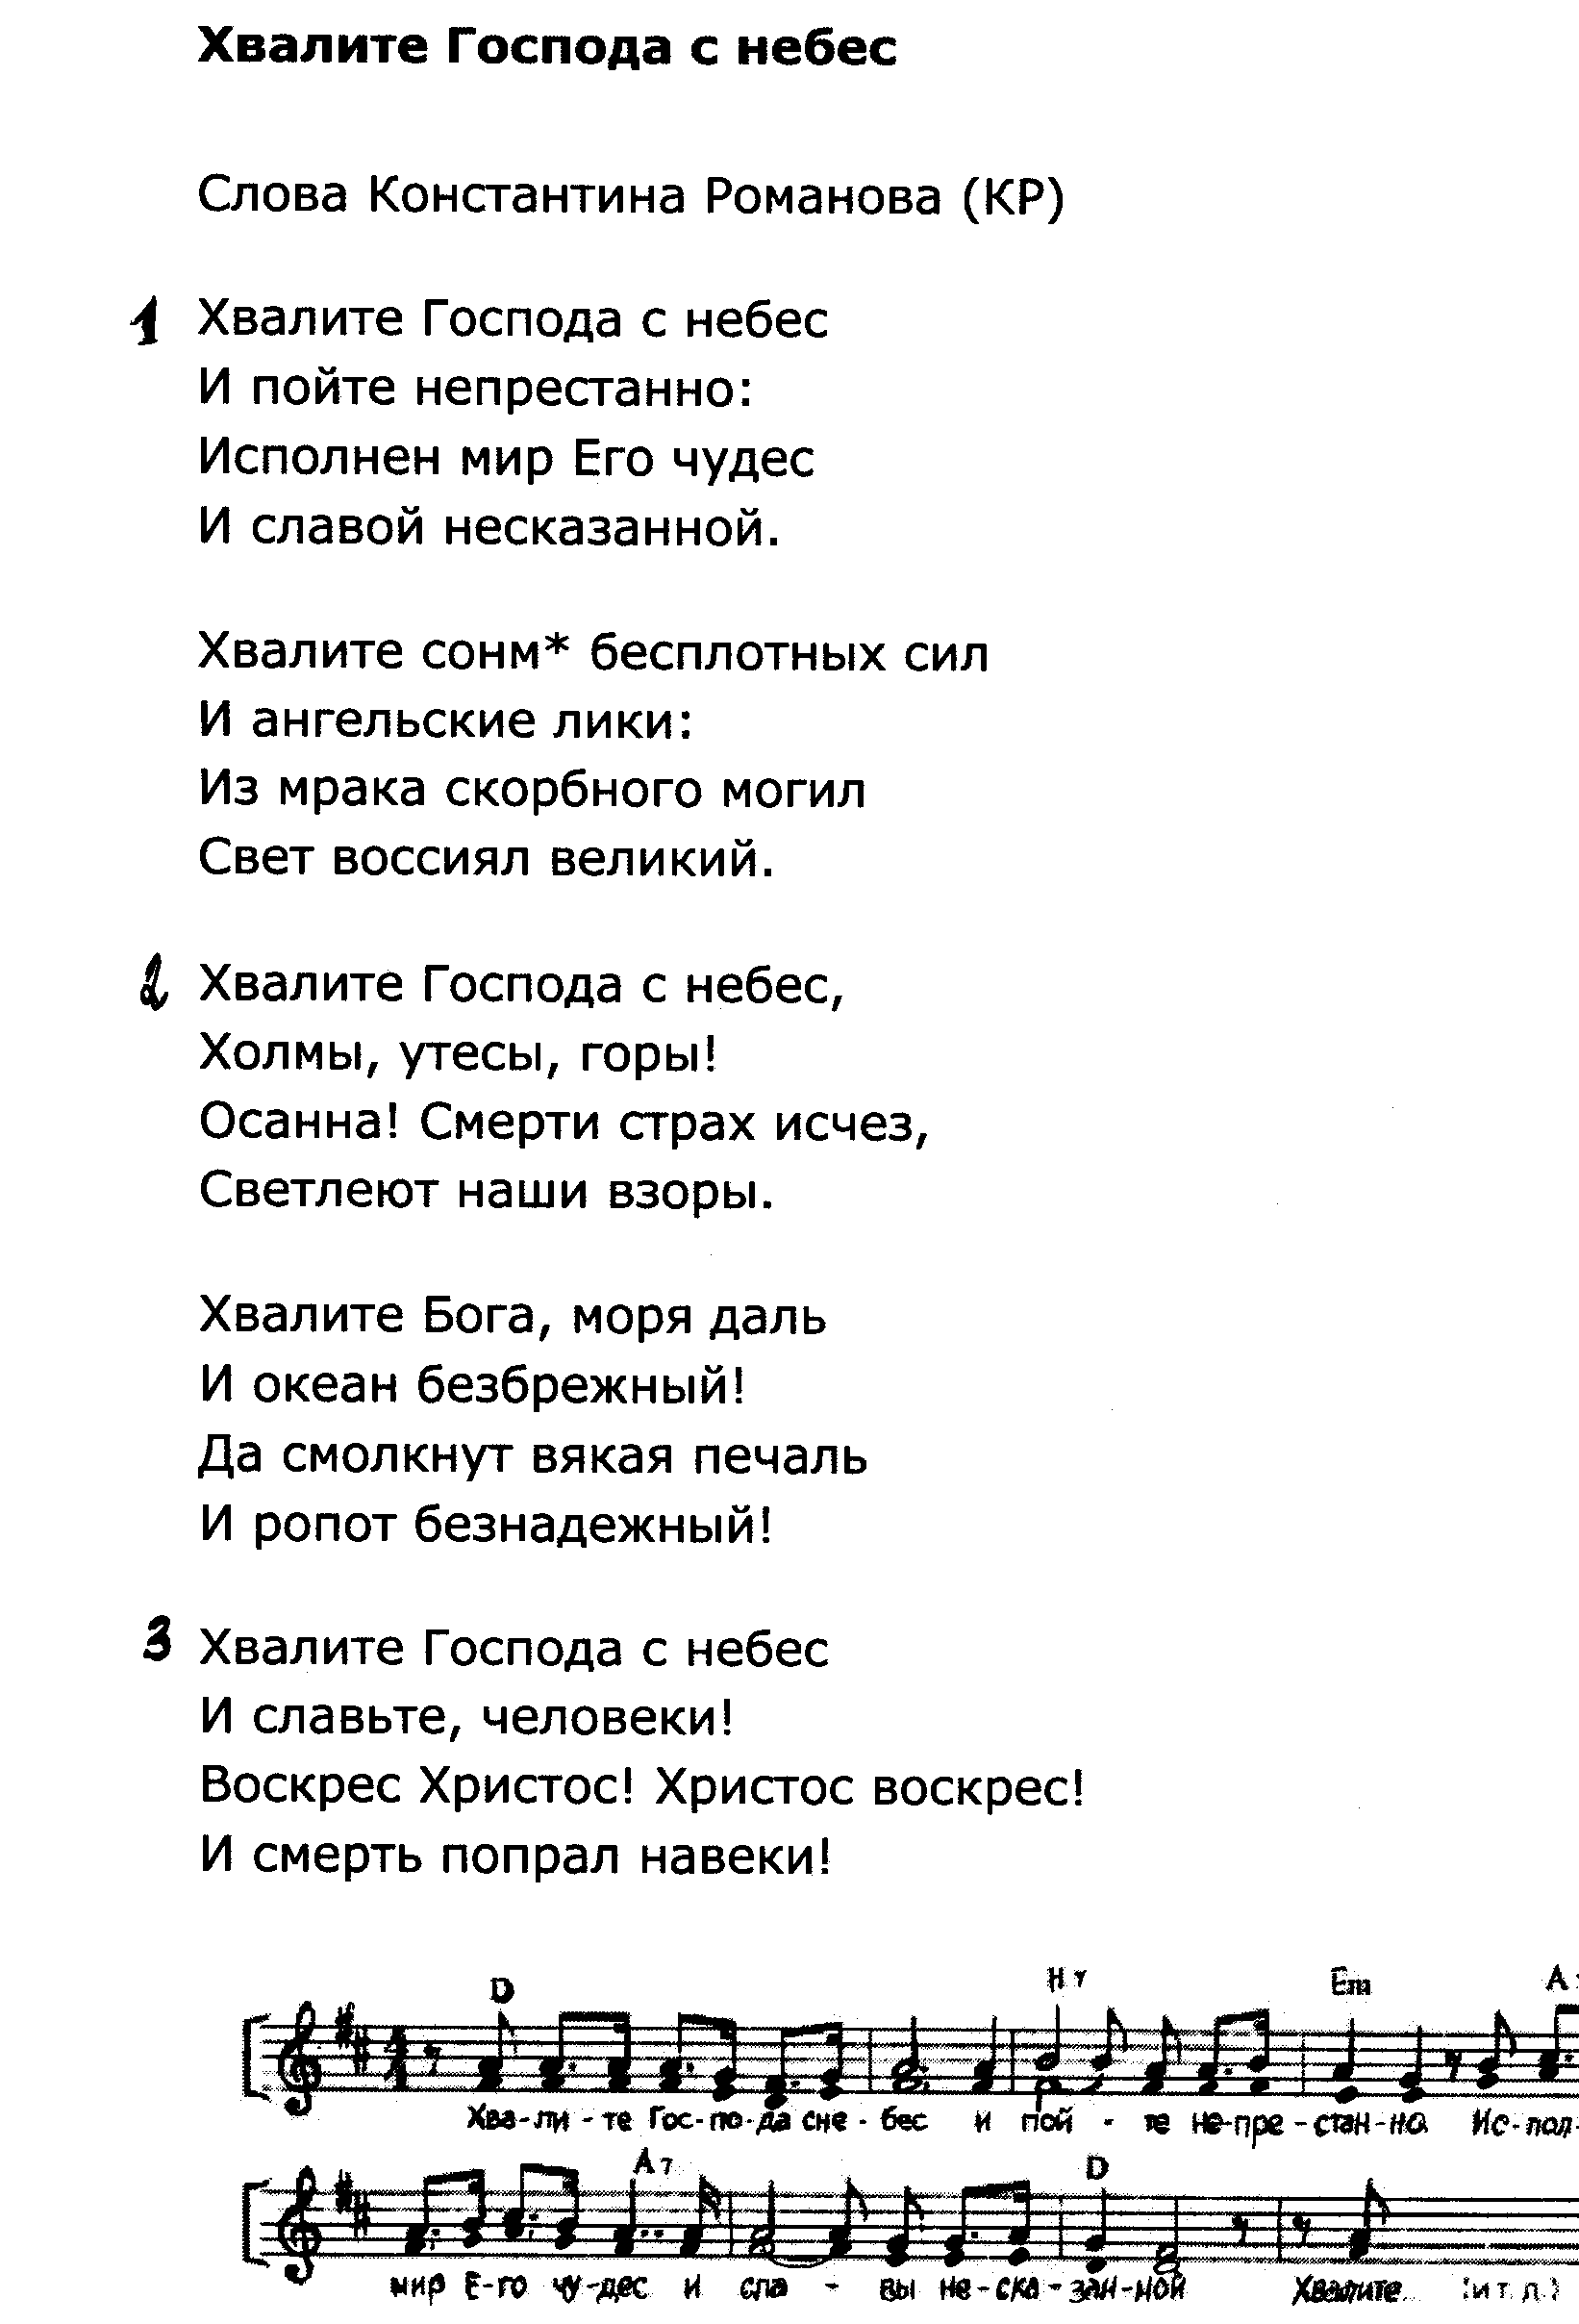 Хвалите Господа с небес
Слова Константина Романова (КР)
1 Хвалите Господа с небес
И пойте непрестанно:
Исполнен мир Его чудес
И славой несказанной.
Хвалите сонм* бесплотных сил
И ангельские лики:
Из мрака скорбного могил
Свет воссиял великий.
2 Хвалите Господа с небес,
Холмы, утесы, горы!
Осанна! Смерти страх исчез,
Светлеют наши взоры.
Хвалите Бога, моря даль
И океан безбрежный!
Да смолкнут вякая печаль
И ропот безнадежный!
3 Хвалите Господа с небес
И славьте, человеки!
Воскрес Христос! Христос воскрес!
И смерть попрал навеки!
D H7 Em A
4/4
Хва-ли-те Гос-по-да сне-бес и пой-те не-пре-стан-но. Ис-пол-
A7 D
мир Е-го чу-дес и сла-вы не-ска-зан-ной Хвалите... (и т. д.)